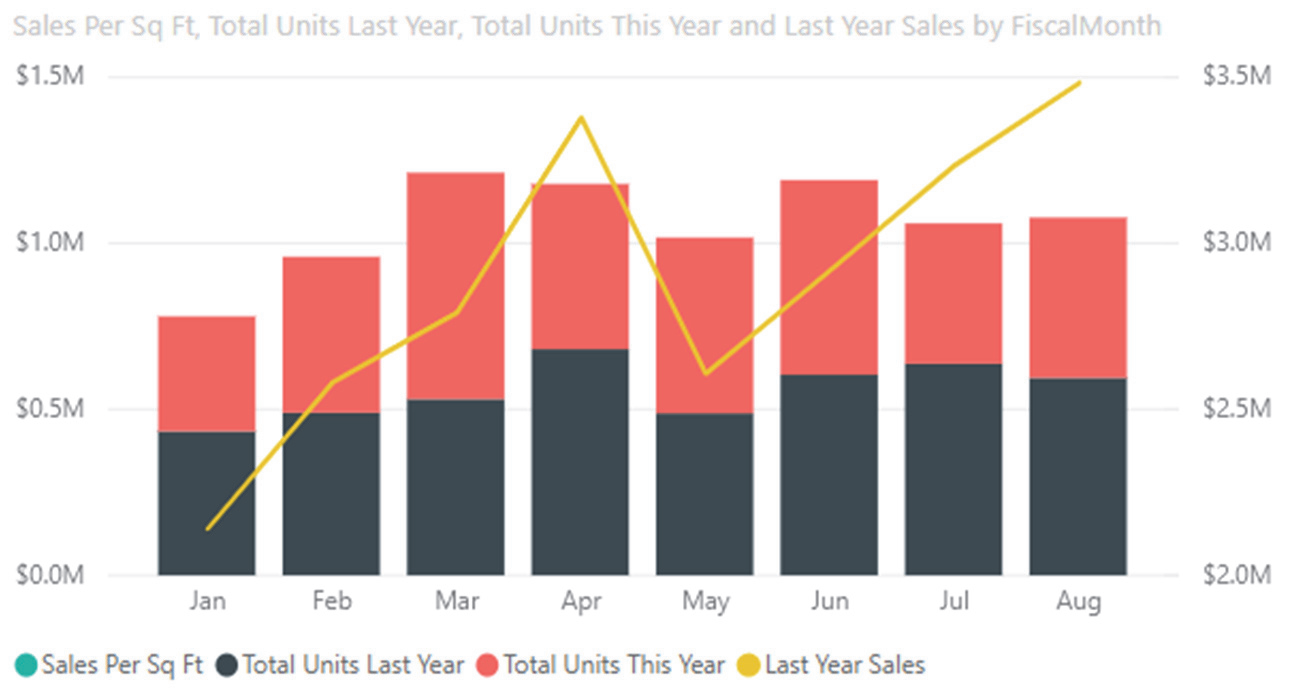 Sales Per Sq Ft, Total Units Last Year, Total Units This Year and Last Year Sales by FiscalMonth
$1.5M $3.5M
$1.0M $3.0M
$0.5M $2.5M
$0.0M $2.0M
Jan Feb Mar Apr May Jun Jul Aug
Sales Per Sq Ft Total Units Last Year Total Units This Year Last Year Sales